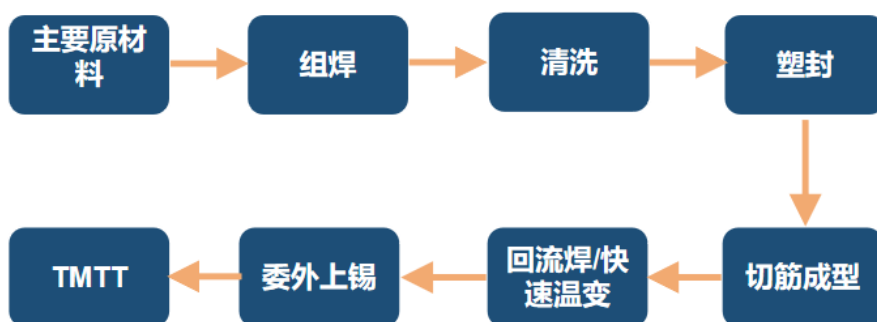 主要原材
料
组焊
清洗
塑封
切筋成型
回流焊/快
速温变
委外上锡
TMTT